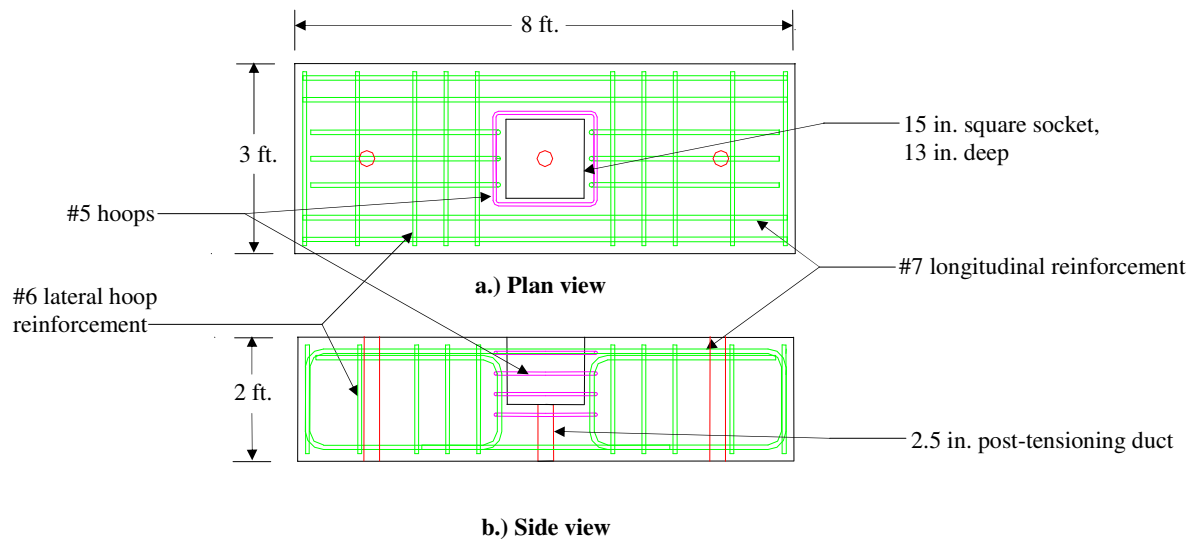 8 ft.
3 ft.
15 in. square socket,
13 in. deep
#5 hoops
#7 longitudinal reinforcement
a.) Plan view
#6 lateral hoop
reinforcement
2 ft.
2.5 in. post-tensioning duct
b.) Side view